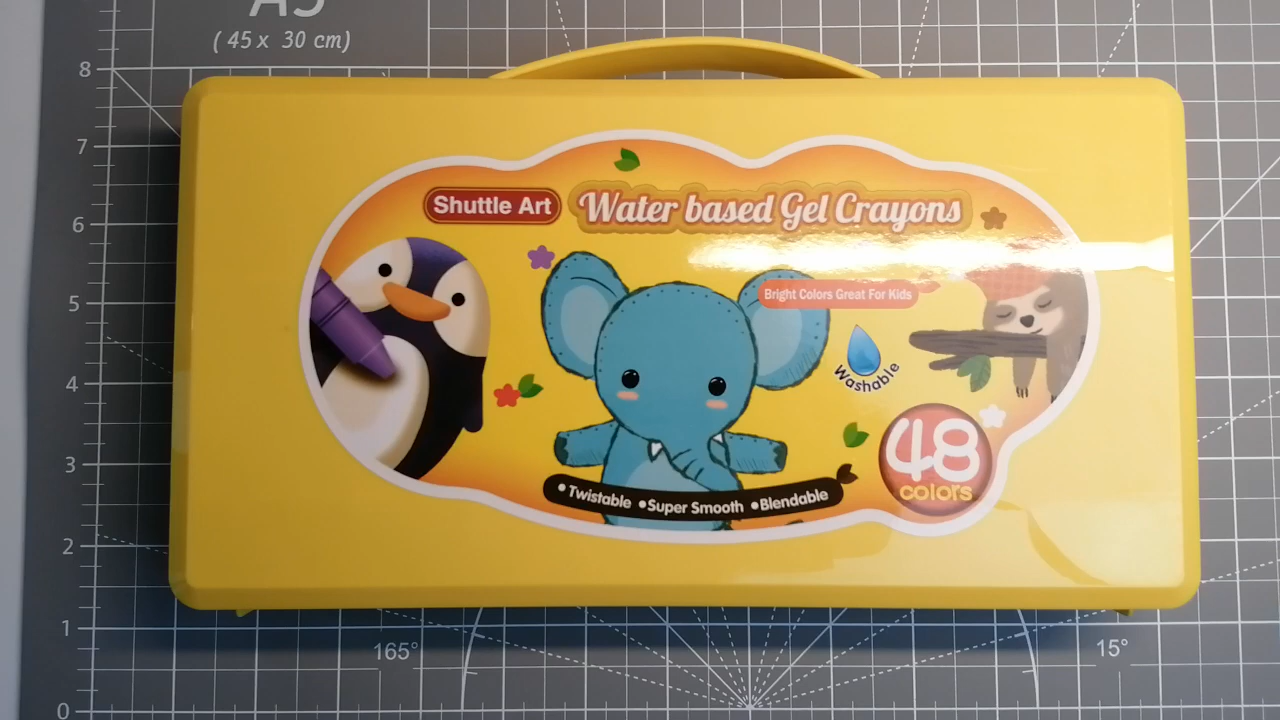 A3
( 45 x 30 cm)
8
7
6
5
4
3
2
1
0
Shuttle Art
Water based Gel Crayons
Bright Colors Great For Kids
Washable
48
colors
•Twistable •Super Smooth •Blendable
165°
15°